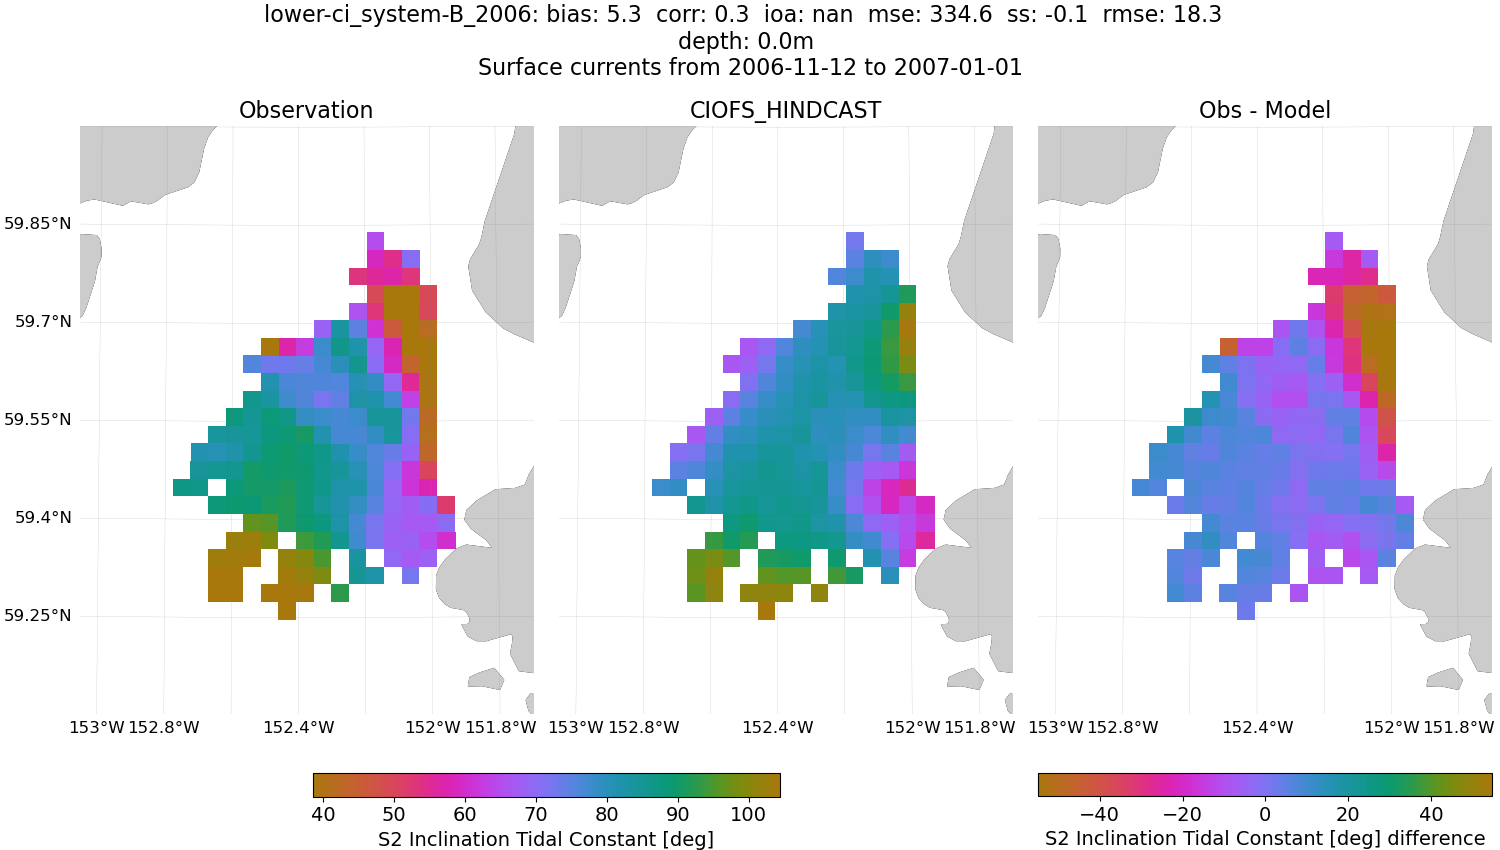 lower-ci_system-B_2006: bias: 5.3  corr: 0.3  ioa: nan  mse: 334.6  ss: -0.1  rmse: 18.3
depth: 0.0m
Surface currents from 2006-11-12 to 2007-01-01
Observation
CIOFS_HINDCAST
Obs - Model
59.85°N
59.7°N
59.55°N
59.4°N
59.25°N
153°W 152.8°W 152.4°W 152°W 151.8°W
153°W 152.8°W 152.4°W 152°W 151.8°W
153°W 152.8°W 152.4°W 152°W 151.8°W
40 50 60 70 80 90 100
S2 Inclination Tidal Constant [deg]
−40 −20 0 20 40
S2 Inclination Tidal Constant [deg] difference